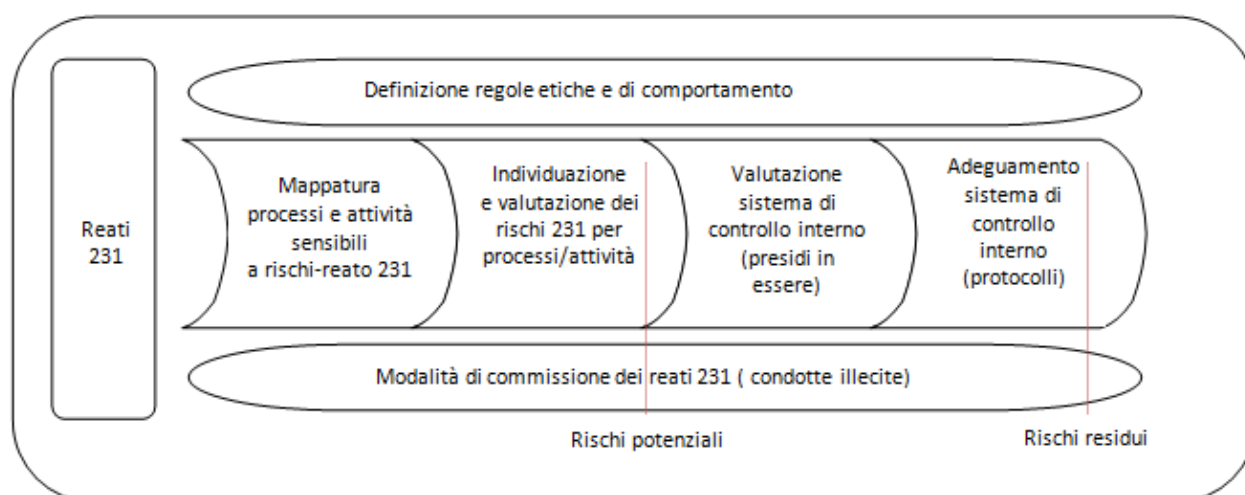 Definizione regole etiche e di comportamento
Reati
231
Mappatura
processi e attività
sensibili
a rischi-reato 231
Individuazione
e valutazione dei
rischi 231 per
processi/attività
Valutazione
sistema di
controllo interno
(presidi in
essere)
Adeguamento
sistema di
controllo
interno
(protocolli)
Modalità di commissione dei reati 231 ( condotte illecite)
Rischi potenziali
Rischi residui